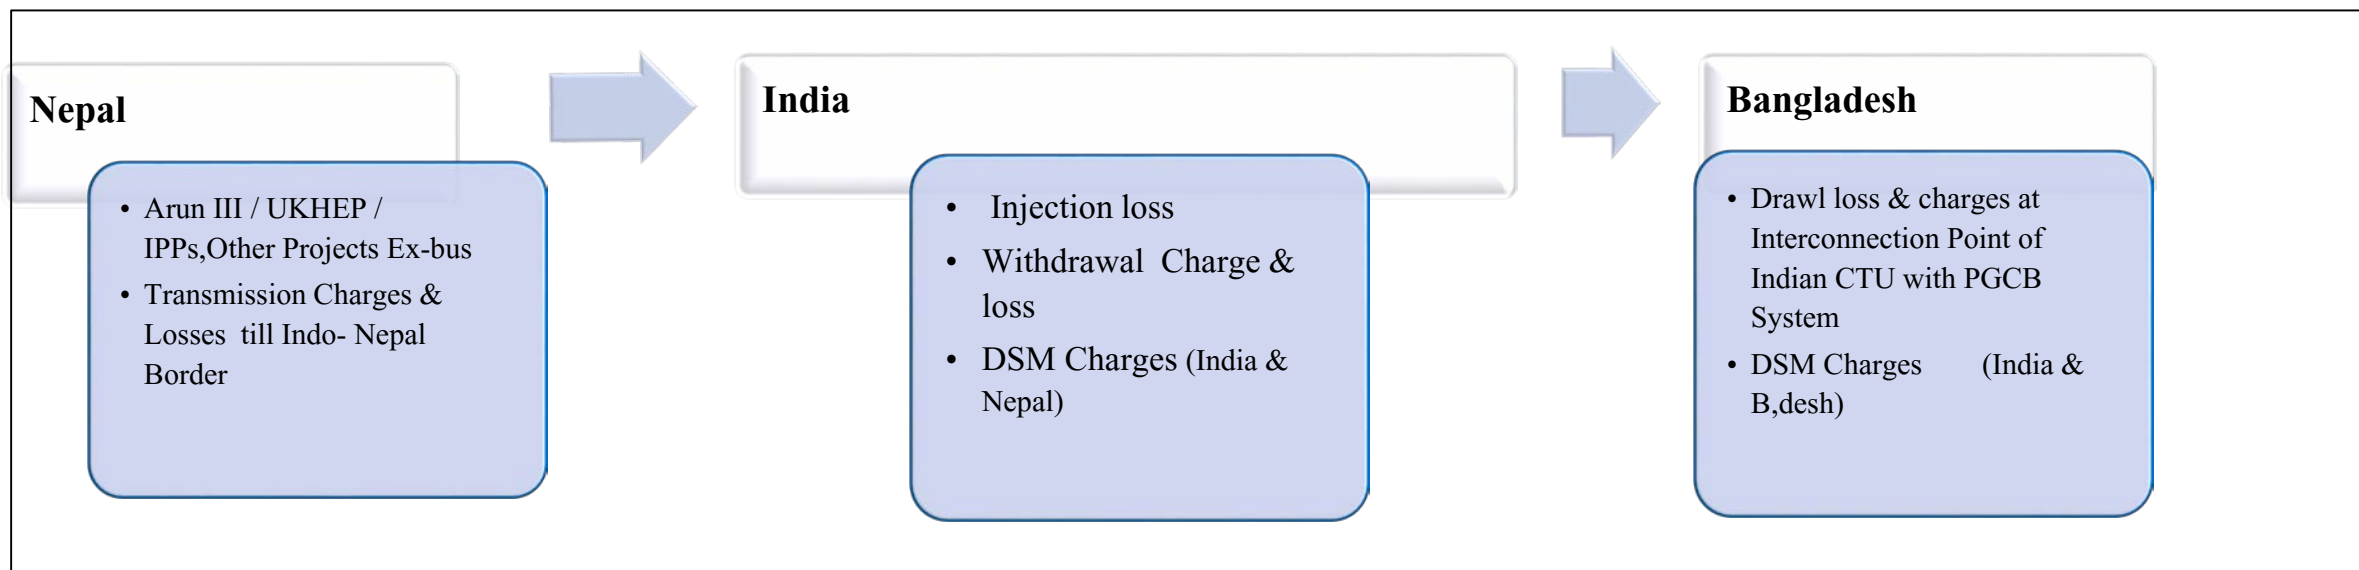 Nepal
• Arun III / UKHEP /
IPPs,Other Projects Ex-bus
• Transmission Charges &
Losses till Indo- Nepal
Border
India
• Injection loss
• Withdrawal Charge &
loss
• DSM Charges (India &
Nepal)
Bangladesh
• Drawl loss & charges at
Interconnection Point of
Indian CTU with PGCB
System
• DSM Charges (India &
B,desh)